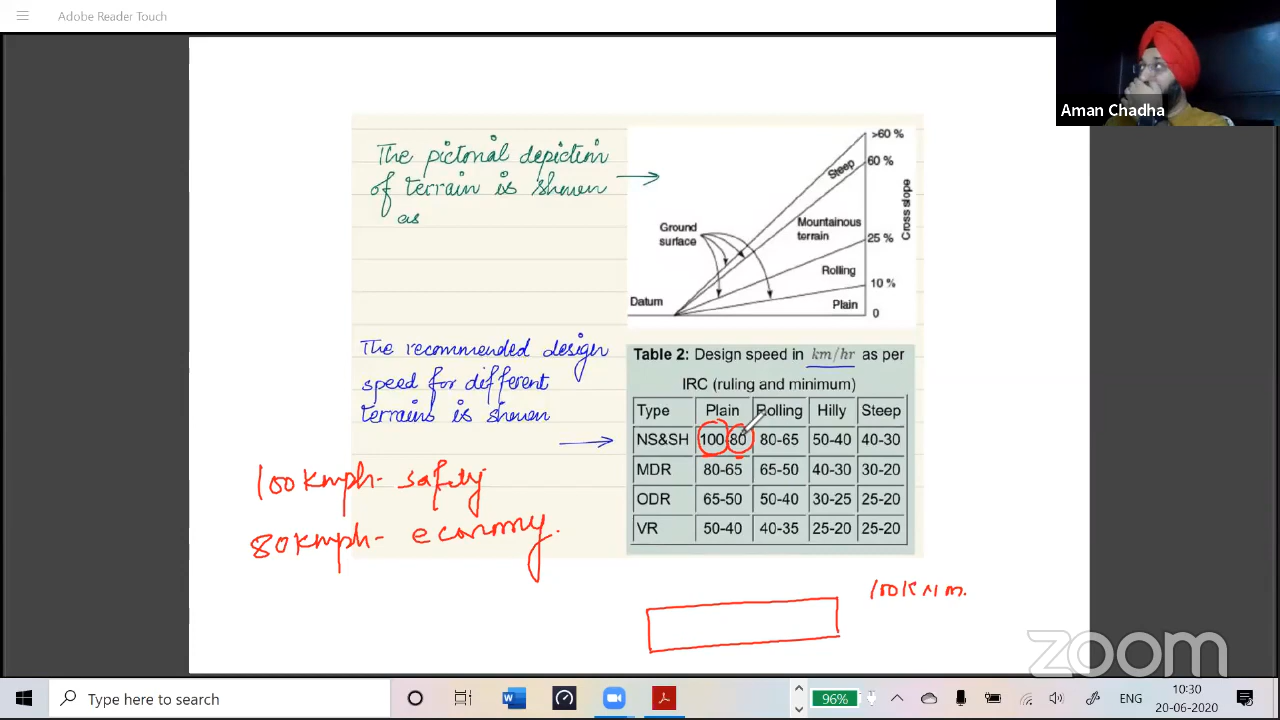 Adobe Reader Touch
Aman Chadha
The pictorial depiction
of terrain is shown
as
>60 %
60 %
25 %
10 %
0
Cross slope
Steep
Mountainous
terrain
Rolling
Plain
Ground
surface
Datum
The recommended design
speed for different
terrains is shown
Table 2: Design speed in km/hr as per
IRC (ruling and minimum)
Type Plain Rolling Hilly Steep
NS&SH 100-80 80-65 50-40 40-30
MDR 80-65 65-50 40-30 30-20
ODR 65-50 50-40 30-25 25-20
VR 50-40 40-35 25-20 25-20
100kmph- safety
80kmph- economy.
100KNm.
zoom
Type here to search
96%
ENG
10:30
20-06-2020